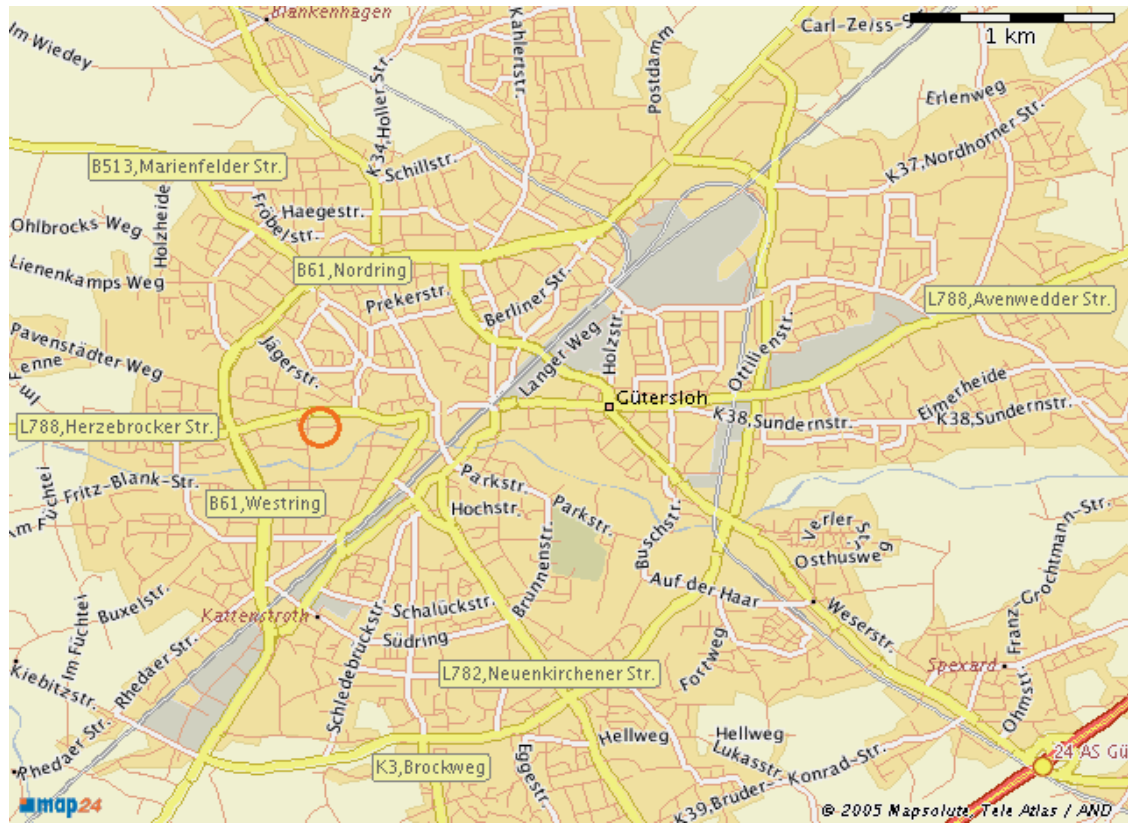 Blankenhagen
Carl-Zeiss-S
1 km
Im Wiedey
Kahlertstr.
Postdamm
K34,Holler Str.
Erlenweg
K37,Nordhorner Str.
B513,Marienfelder Str.
Schillstr.
Holzheide
Fröbelstr.
Haegestr.
Ohlbrocks Weg
Lienenkamps Weg
B61,Nordring
Prekerstr.
Berliner Str.
L788,Avenwedder Str.
Pavenstädter Weg
Jägerstr.
Langer Weg
Holzstr.
Ottilienstr.
Gütersloh
Elmerheide
K38,Sundernstr.
K38,Sundernstr.
L788,Herzebrocker Str.
Fritz-Blank-Str.
Am Füchtei
B61,Westring
Parkstr.
Parkstr.
Hochstr.
Brunnenstr.
Buschstr.
Verler Str.
Osthusweg
Franz-Grochtmann-Str.
Auf der Haar
Weserstr.
Im Füchtei
Buxelstr.
Kattenstroth
Schalückstr.
Südring
Schledebrückstr.
Kiebitzstr.
Rhedaer Str.
Rhedaer Str.
L782,Neuenkirchener Str.
Fortweg
Spexard
Ohmstr.
Hellweg
Hellweg
Lukasstr.
K3,Brockweg
Eggestr.
K39,Bruder-Konrad-Str.
24 AS Gü
map24
© 2005 Mapsolute, Tele Atlas / AND